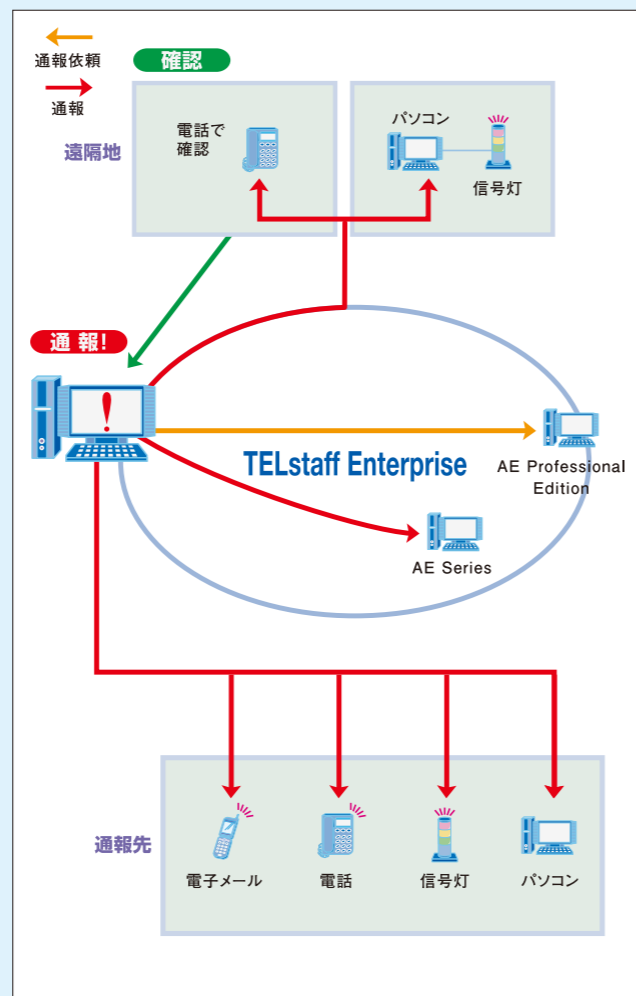 通報依頼
通報
確認
遠隔地
電話で
確認
パソコン
信号灯
通 報!
!
TELstaff Enterprise
AE Professional
Edition
AE Series
通報先
電子メール
電話
信号灯
パソコン